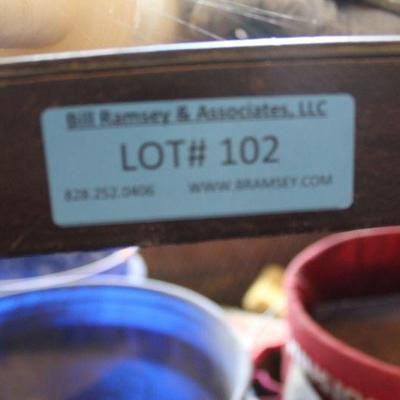 Bill Ramsey & Associates, LLC
LOT# 102
828.252.0406 WWW.BRAMSEY.COM